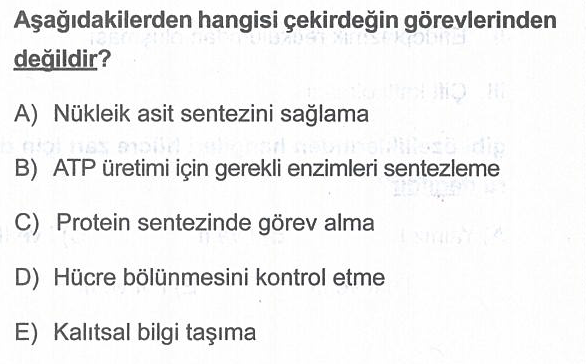 Aşağıdakilerden hangisi çekirdeğin görevlerinden
değildir?
A) Nükleik asit sentezini sağlama
B) ATP üretimi için gerekli enzimleri sentezleme
C) Protein sentezinde görev alma
D) Hücre bölünmesini kontrol etme
E) Kalıtsal bilgi taşıma